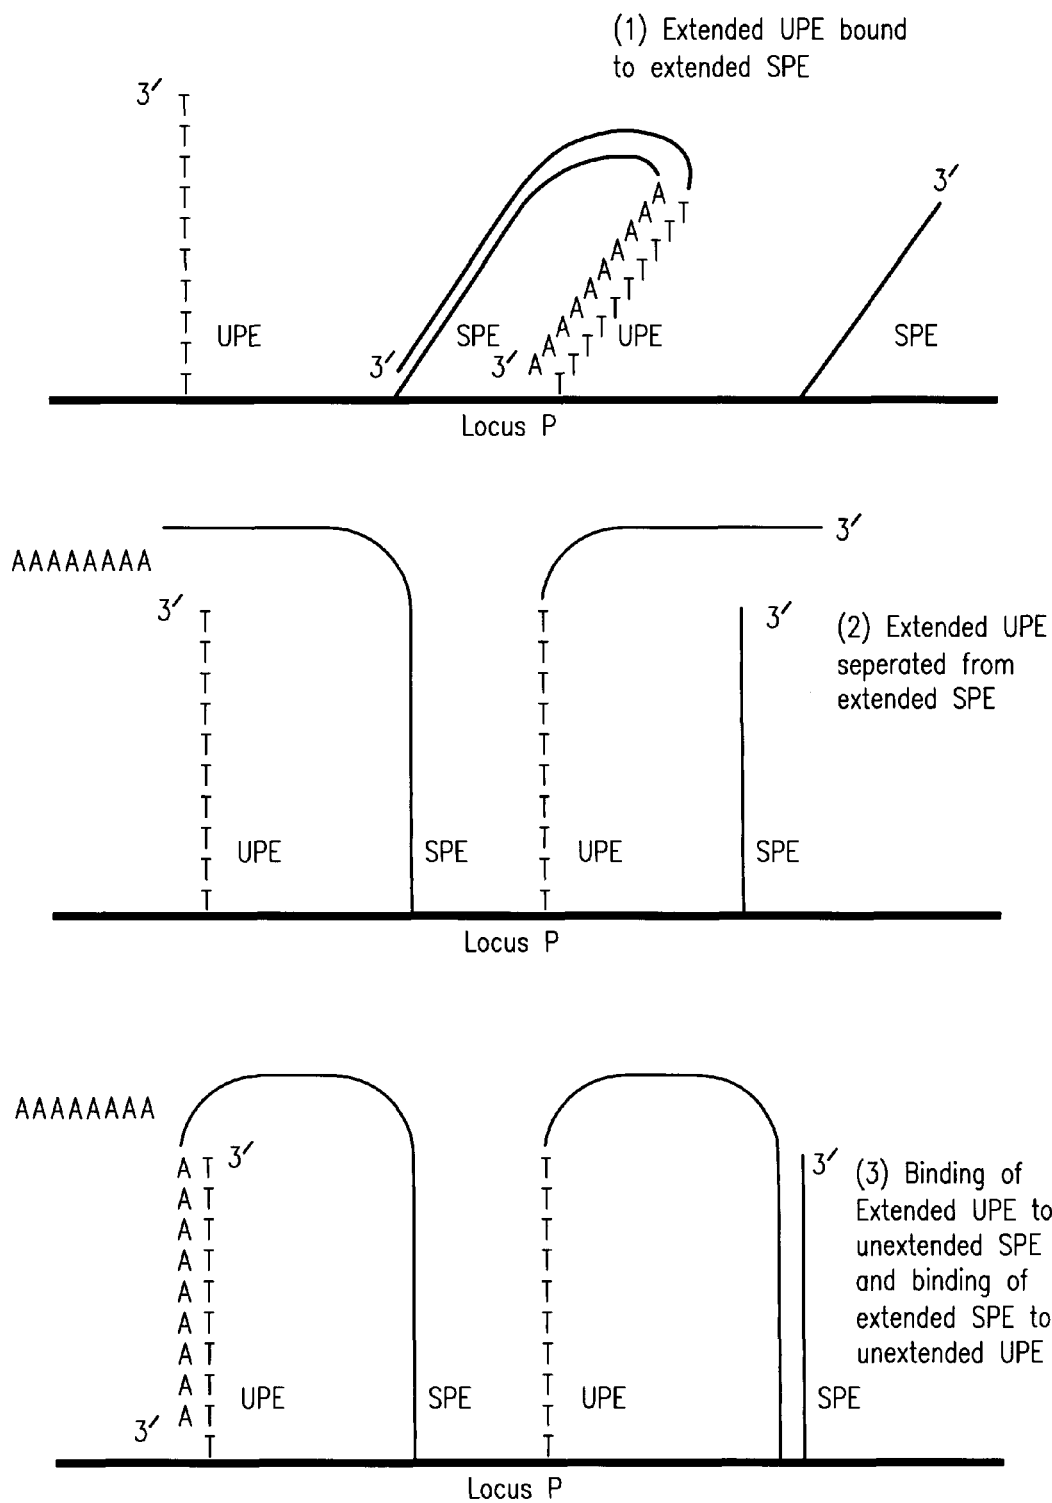 (1) Extended UPE bound
to extended SPE
3′
T
T
T
T
T
T
T
T
T
T
UPE
3′
SPE
3′
A
A
A
A
A
A
A
A
A
A
T
T
T
T
T
T
T
T
T
T
UPE
3′
SPE
Locus P
AAAAAAAA
3′
T
T
T
T
T
T
T
T
T
T
UPE
SPE
3′
T
T
T
T
T
T
T
T
T
T
UPE
3′
SPE
(2) Extended UPE
seperated from
extended SPE
Locus P
AAAAAAAA
3′
A T
A T
A T
A T
A T
A T
A T
A T
A T
T
3′
UPE
SPE
T
T
T
T
T
T
T
T
T
T
UPE
3′
SPE
(3) Binding of
Extended UPE to
unextended SPE
and binding of
extended SPE to
unextended UPE
Locus P